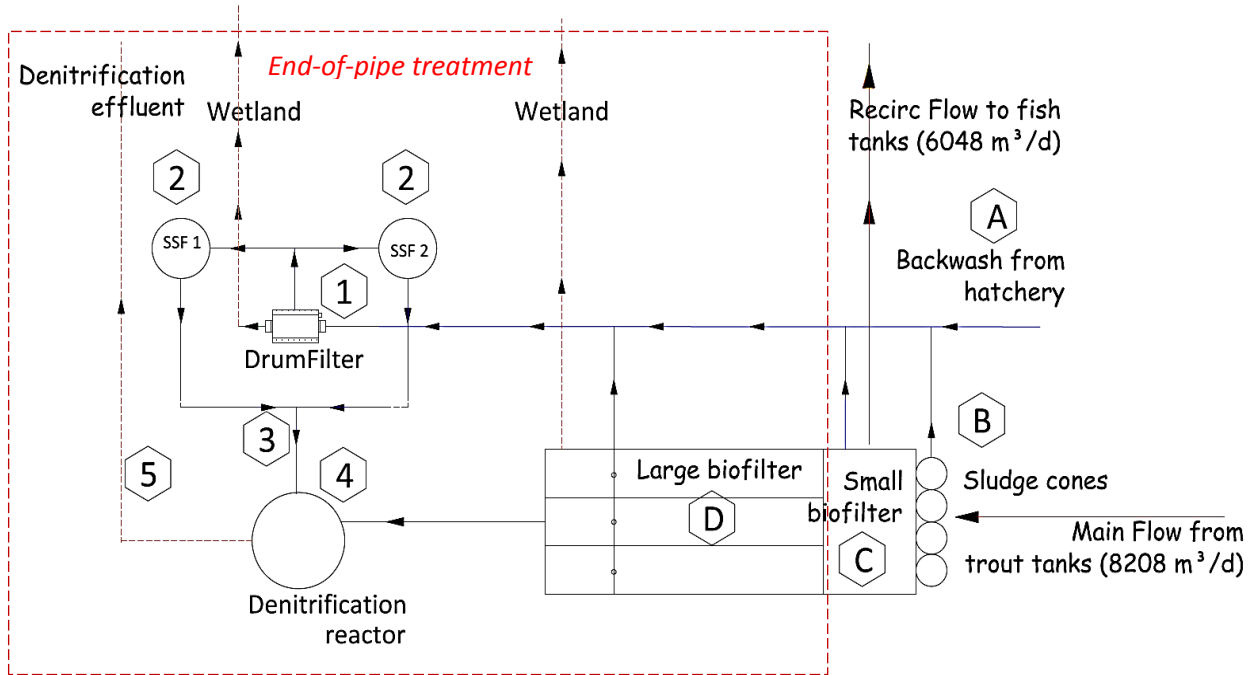 End-of-pipe treatment
Denitrification
effluent
Wetland
Wetland
Recirc Flow to fish
tanks (6048 m³/d)
2
2
A
SSF 1
SSF 2
Backwash from
hatchery
1
DrumFilter
B
3
4
5
Large biofilter
Small
biofilter
Sludge cones
D
C
Main Flow from
trout tanks (8208 m³/d)
Denitrification
reactor